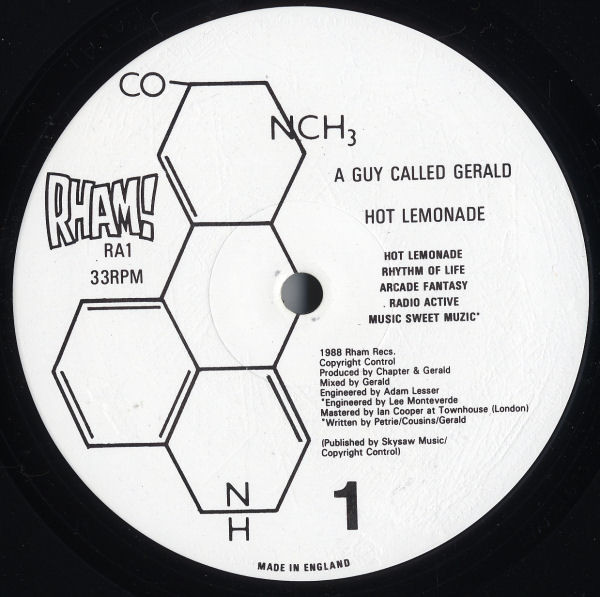 CO
NCH3
RHAM!
RA1
33RPM
A GUY CALLED GERALD
HOT LEMONADE
HOT LEMONADE
RHYTHM OF LIFE
ARCADE FANTASY
RADIO ACTIVE
MUSIC SWEET MUZIC*
1988 Rham Recs.
Copyright Control
Produced by Chapter & Gerald
Mixed by Gerald
Engineered by Adam Lesser
*Engineered by Lee Monteverde
Mastered by Ian Cooper at Townhouse (London)
*Written by Petrie/Cousins/Gerald
(Published by Skysaw Music/
Copyright Control)
N
H
1
MADE IN ENGLAND